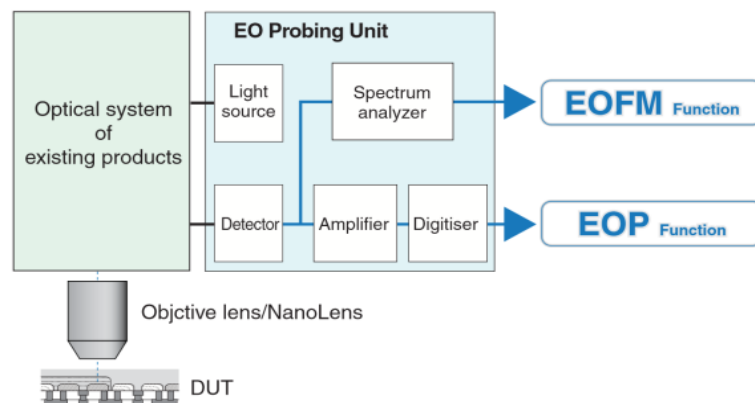 EO Probing Unit
Optical system
of
existing products
Light
source
Spectrum
analyzer
EOFM Function
Detector
Amplifier
Digitiser
EOP Function
Objctive lens/NanoLens
DUT